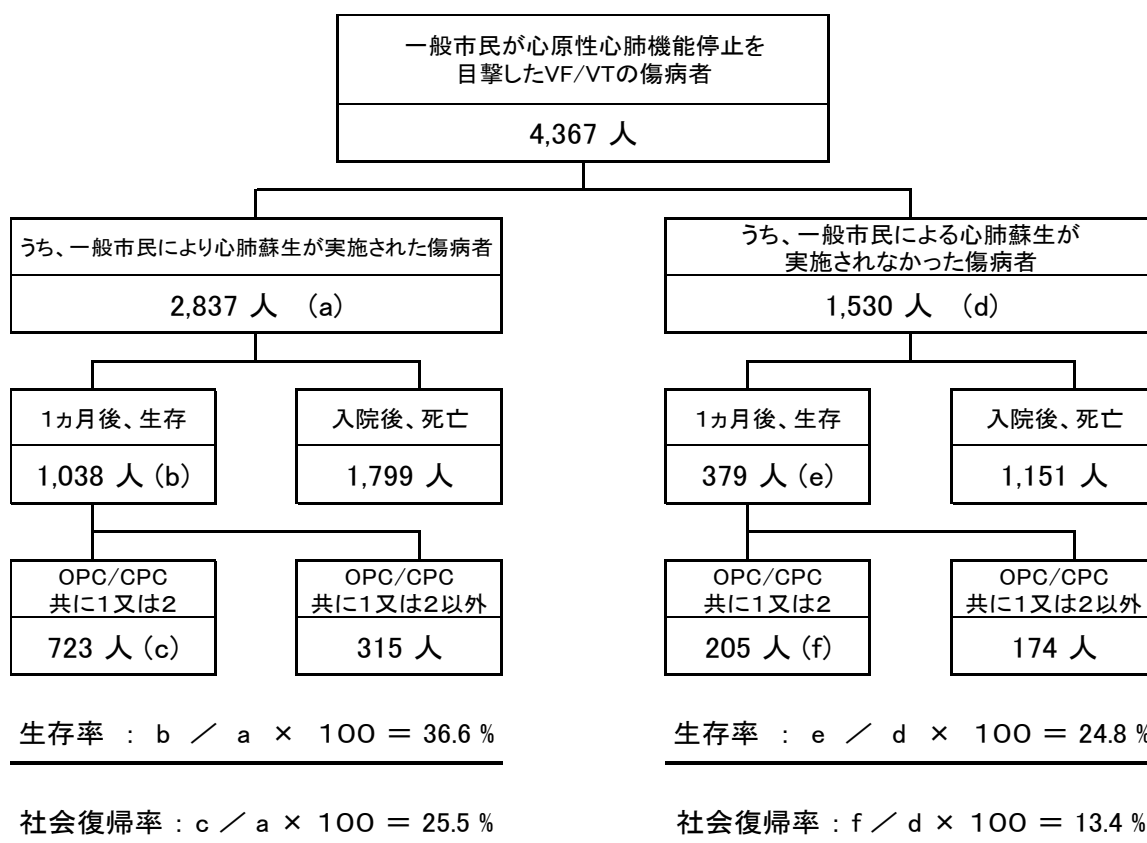 一般市民が心原性心肺機能停止を
目撃したVF/VTの傷病者
4,367 人
うち、一般市民により心肺蘇生が実施された傷病者
2,837 人 (a)
うち、一般市民による心肺蘇生が
実施されなかった傷病者
1,530 人 (d)
1ヵ月後、生存
1,038 人 (b)
入院後、死亡
1,799 人
1ヵ月後、生存
379 人 (e)
入院後、死亡
1,151 人
OPC/CPC
共に1又は2
723 人 (c)
OPC/CPC
共に1又は2以外
315 人
OPC/CPC
共に1又は2
205 人 (f)
OPC/CPC
共に1又は2以外
174 人
生存率 : b / a × 100 = 36.6 %
生存率 : e / d × 100 = 24.8 %
社会復帰率 : c / a × 100 = 25.5 %
社会復帰率 : f / d × 100 = 13.4 %